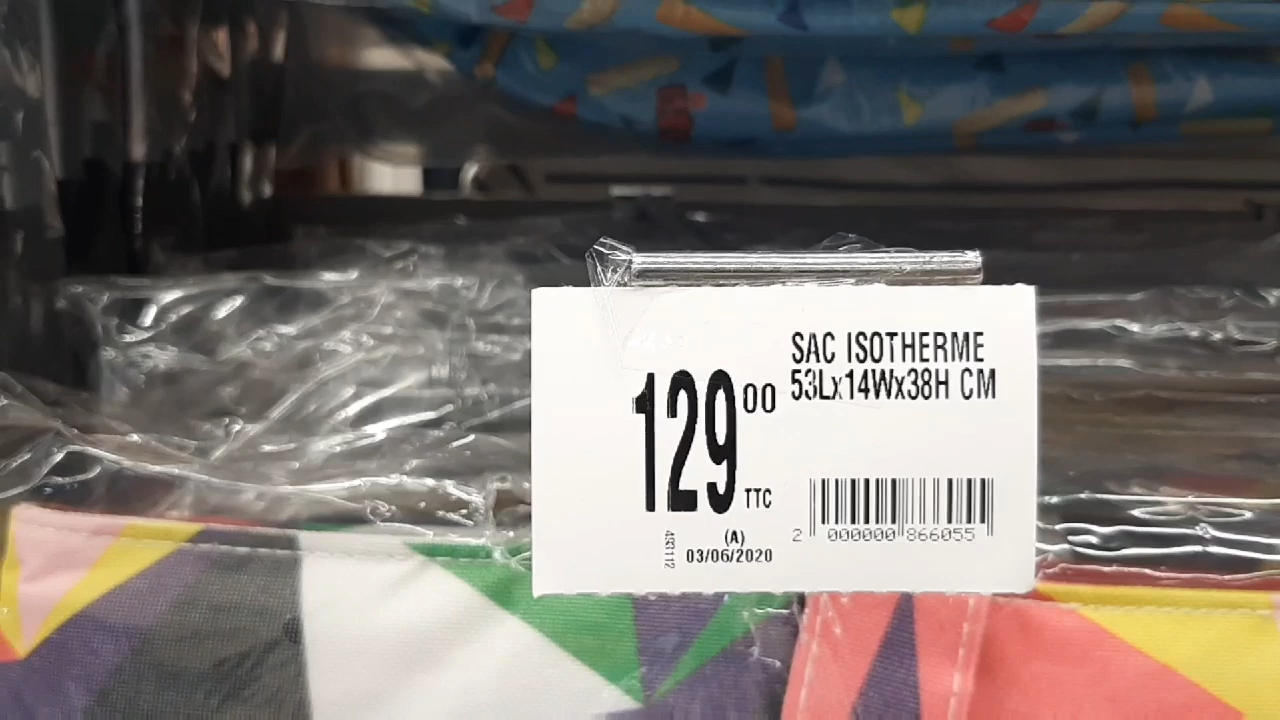 SAC ISOTHERME
53Lx14Wx38H CM
129 00
TTC
(A)
03/06/2020
2 000000 866055